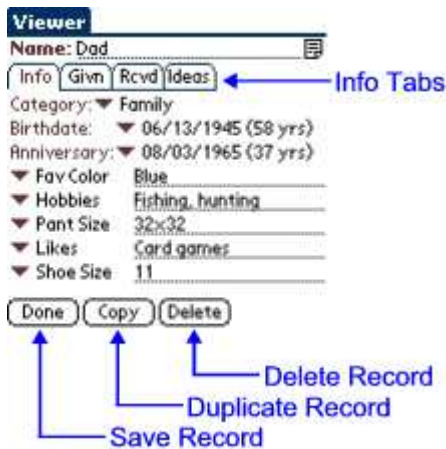 Viewer
Name: Dad
Info Givn Rcvd Ideas Info Tabs
Category: Family
Birthdate: 06/13/1945 (58 yrs)
Anniversary: 08/03/1965 (37 yrs)
Fav Color Blue
Hobbies Fishing, hunting
Pant Size 32x32
Likes Card games
Shoe Size 11
Done Copy Delete
Delete Record
Duplicate Record
Save Record